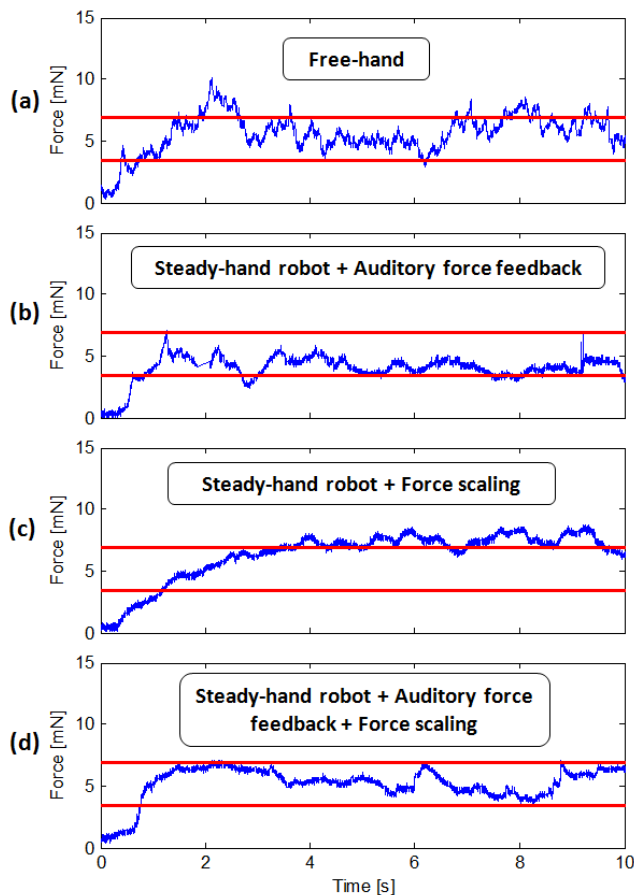 15
Free-hand
10
(a)
Force [mN]
5
0
15
Steady-hand robot + Auditory force feedback
10
(b)
Force [mN]
5
0
15
Steady-hand robot + Force scaling
10
(c)
Force [mN]
5
0
15
Steady-hand robot + Auditory force
feedback + Force scaling
10
(d)
Force [mN]
5
0
0 2 4 6 8 10
Time [s]